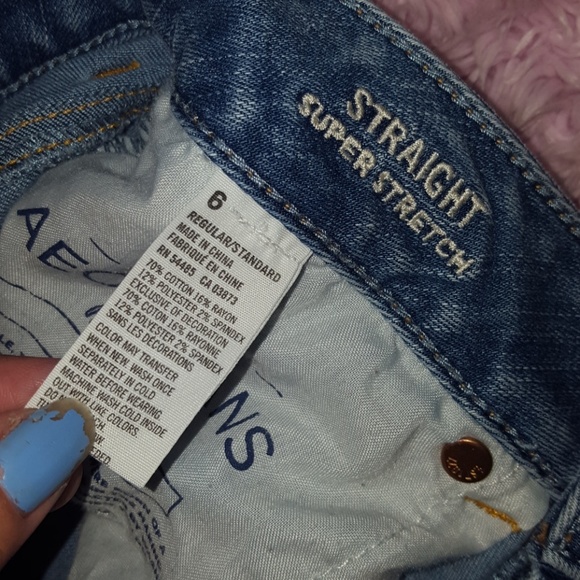 STRAIGHT
SUPER STRETCH
6
REGULAR/STANDARD
MADE IN CHINA
FABRIQUÉ EN CHINE
RN 54485 CA 03873
70% COTTON 16% RAYON
12% POLYESTER 2% SPANDEX
EXCLUSIVE OF DECORATION
70% COTON 16% RAYONNE
12% POLYESTER 2% SPANDEX
SANS LES DÉCORATIONS
COLOR MAY TRANSFER
WHEN NEW. WASH ONCE
SEPARATELY IN COLD
WATER BEFORE WEARING
MACHINE WASH COLD INSIDE
OUT WITH LIKE COLORS.
DO